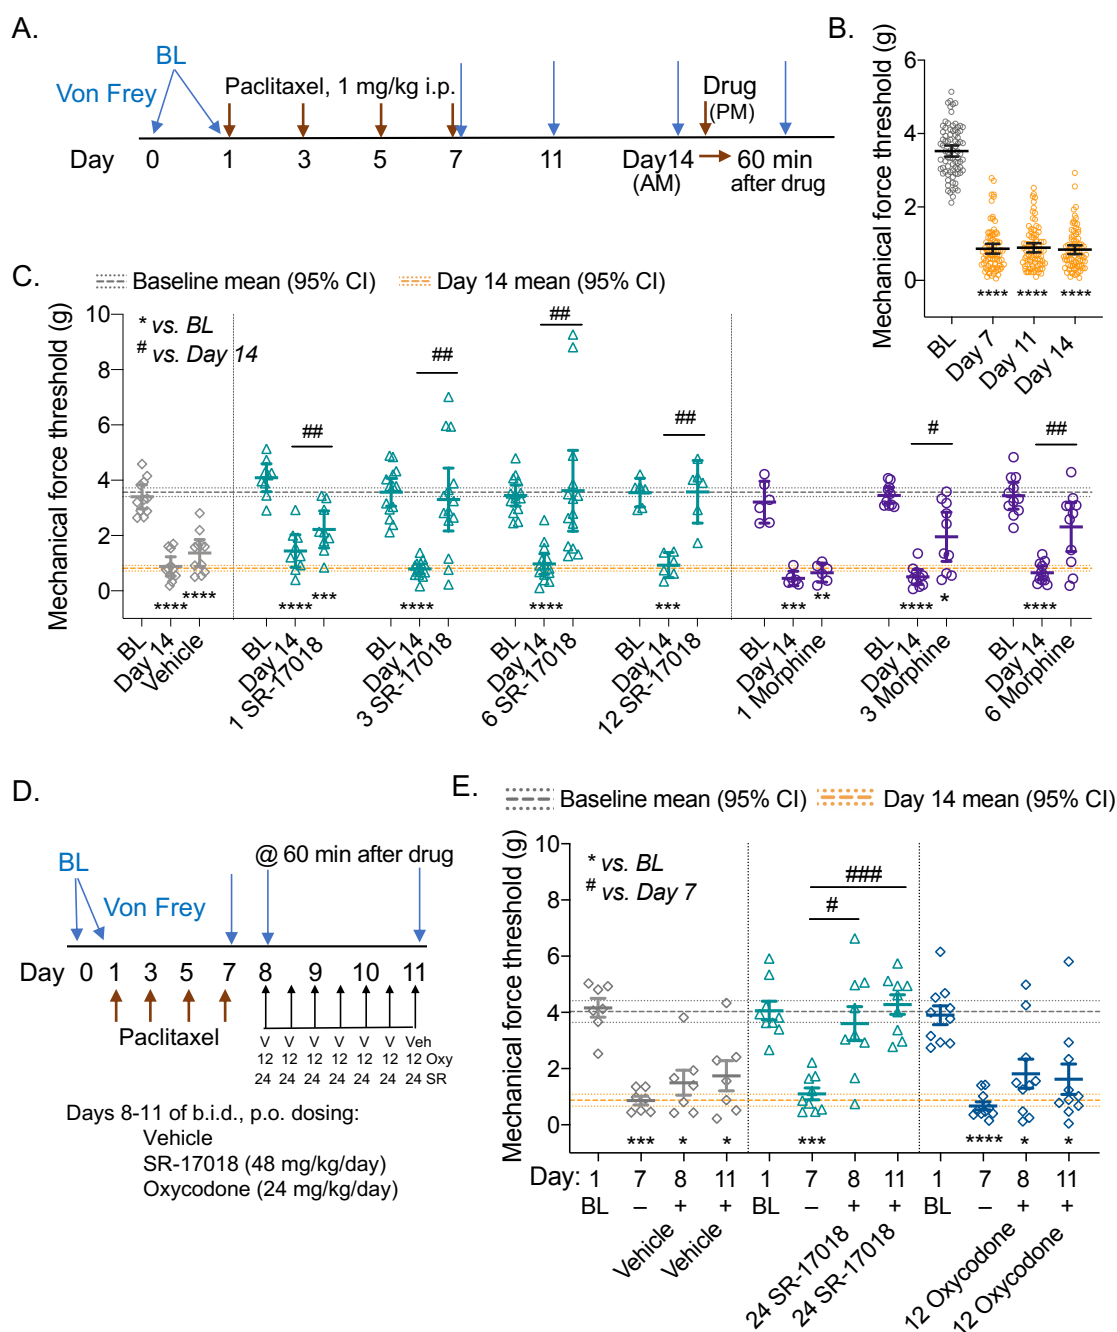 A.
BL
Von Frey
Paclitaxel, 1 mg/kg i.p.
Drug
(PM)
Day 0 1 3 5 7 11 Day14 60 min
(AM) after drug
B.
Mechanical force threshold (g)
6
4
2
0
**** **** ****
BL Day 7 Day 11 Day 14
C.
Baseline mean (95% CI) Day 14 mean (95% CI)
Mechanical force threshold (g)
10
8
6
4
2
0
* vs. BL
# vs. Day 14
## ## ## ## # ##
**** **** **** *** **** **** *** *** ** **** * ****
BL Day 14 Vehicle
BL Day 14 1 SR-17018
BL Day 14 3 SR-17018
BL Day 14 6 SR-17018
BL Day 14 12 SR-17018
BL Day 14 1 Morphine
BL Day 14 3 Morphine
BL Day 14 6 Morphine
D.
@ 60 min after drug
BL
Von Frey
Day 0 1 3 5 7 8 9 10 11
Paclitaxel
V V V V V V Veh
12 12 12 12 12 12 12 Oxy
24 24 24 24 24 24 24 SR
Days 8-11 of b.i.d., p.o. dosing:
Vehicle
SR-17018 (48 mg/kg/day)
Oxycodone (24 mg/kg/day)
E.
Baseline mean (95% CI) Day 14 mean (95% CI)
Mechanical force threshold (g)
10
8
6
4
2
0
* vs. BL
# vs. Day 7
###
#
*** * * *** **** * *
Day: 1 7 8 11 1 7 8 11 1 7 8 11
BL – + + BL – + + BL – + +
Vehicle Vehicle 24 SR-17018 24 SR-17018 12 Oxycodone 12 Oxycodone